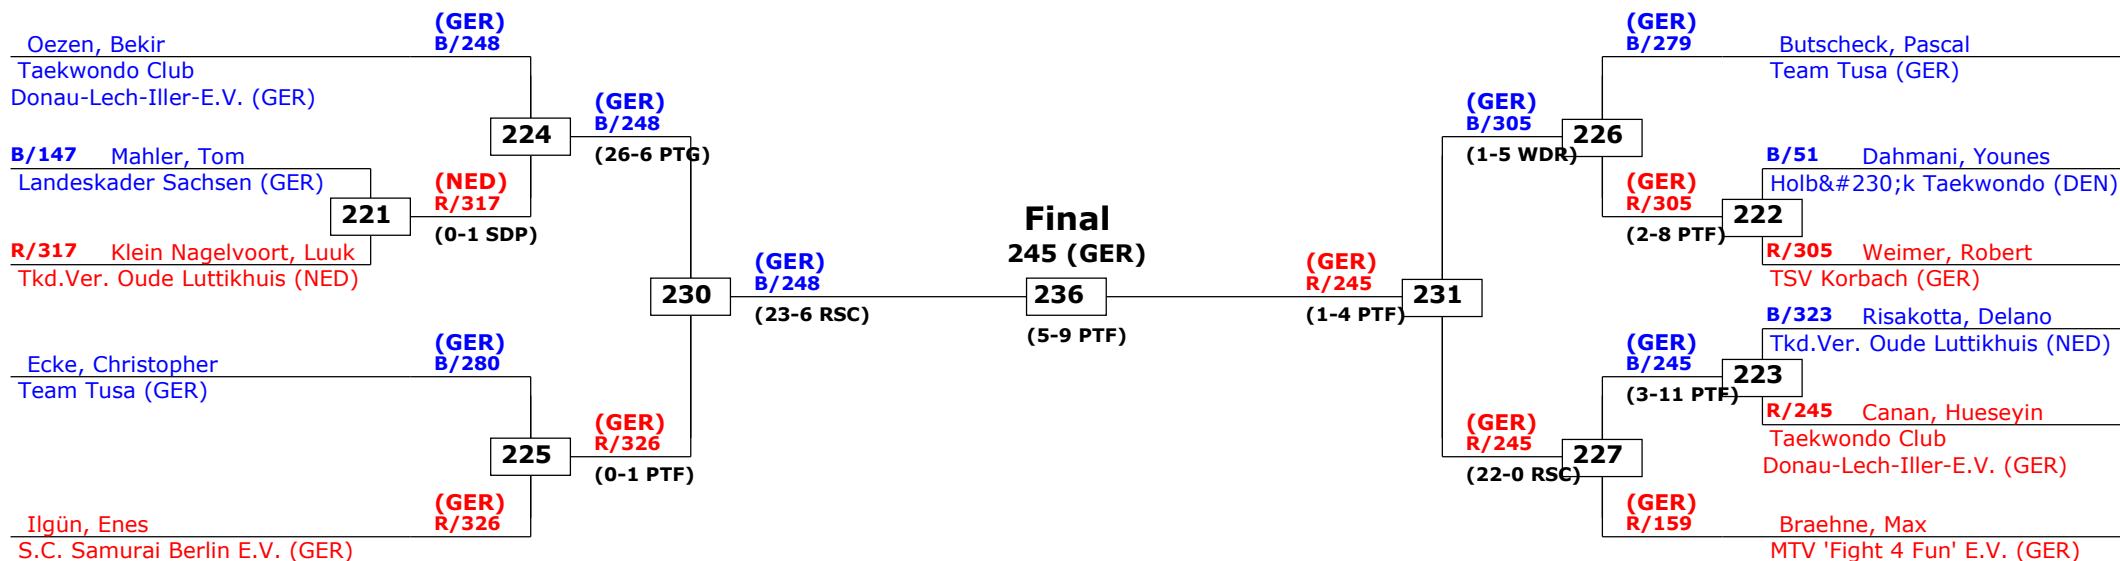 (GER)
B/248
Oezen, Bekir
Taekwondo Club
Donau-Lech-Iller-E.V. (GER)
224
(GER)
B/248
(26-6 PTG)
B/147 Mahler, Tom
Landeskader Sachsen (GER)
221
(NED)
R/317
(0-1 SDP)
R/317 Klein Nagelvoort, Luuk
Tkd.Ver. Oude Luttikhuis (NED)
230
(GER)
B/248
(23-6 RSC)
Ecke, Christopher
Team Tusa (GER)
(GER)
B/280
225
(GER)
R/326
(0-1 PTF)
(GER)
R/326
Ilgün, Enes
S.C. Samurai Berlin E.V. (GER)
Final
245 (GER)
236
(5-9 PTF)
(GER)
R/245
(1-4 PTF)
231
(GER)
B/305
(1-5 WDR)
226
(GER)
B/279
Butscheck, Pascal
Team Tusa (GER)
B/51 Dahmani, Younes
Holb&#230;k Taekwondo (DEN)
(GER)
R/305
(2-8 PTF)
222
R/305 Weimer, Robert
TSV Korbach (GER)
B/323 Risakotta, Delano
Tkd.Ver. Oude Luttikhuis (NED)
(GER)
B/245
(3-11 PTF)
223
R/245 Canan, Hueseyin
Taekwondo Club
Donau-Lech-Iller-E.V. (GER)
(GER)
R/245
(22-0 RSC)
227
(GER)
R/159
Braehne, Max
MTV 'Fight 4 Fun' E.V. (GER)